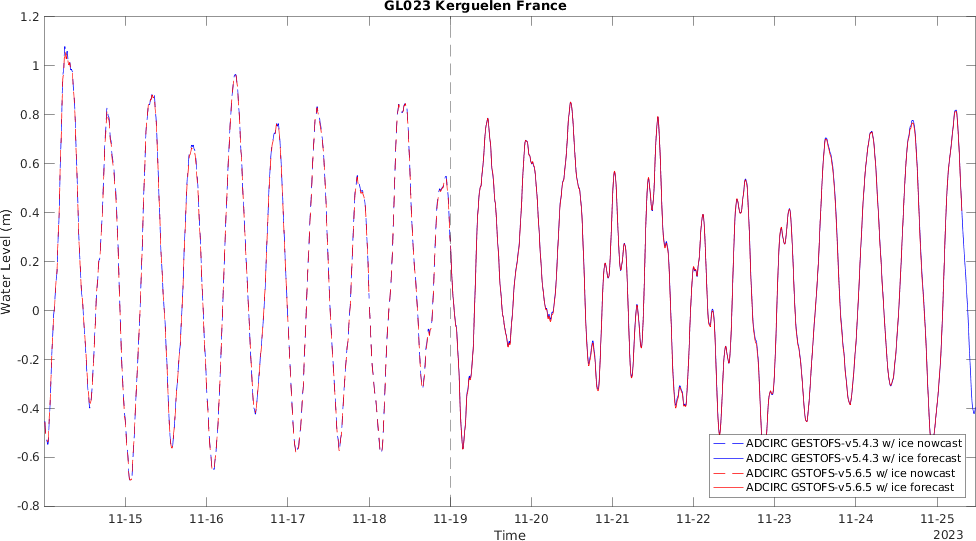 GL023 Kerguelen France
Water Level (m)
1.2
1
0.8
0.6
0.4
0.2
0
-0.2
-0.4
-0.6
-0.8
ADCIRC GESTOFS-v5.4.3 w/ ice nowcast
ADCIRC GESTOFS-v5.4.3 w/ ice forecast
ADCIRC GSTOFS-v5.6.5 w/ ice nowcast
ADCIRC GSTOFS-v5.6.5 w/ ice forecast
11-15 11-16 11-17 11-18 11-19 11-20 11-21 11-22 11-23 11-24 11-25
Time
2023